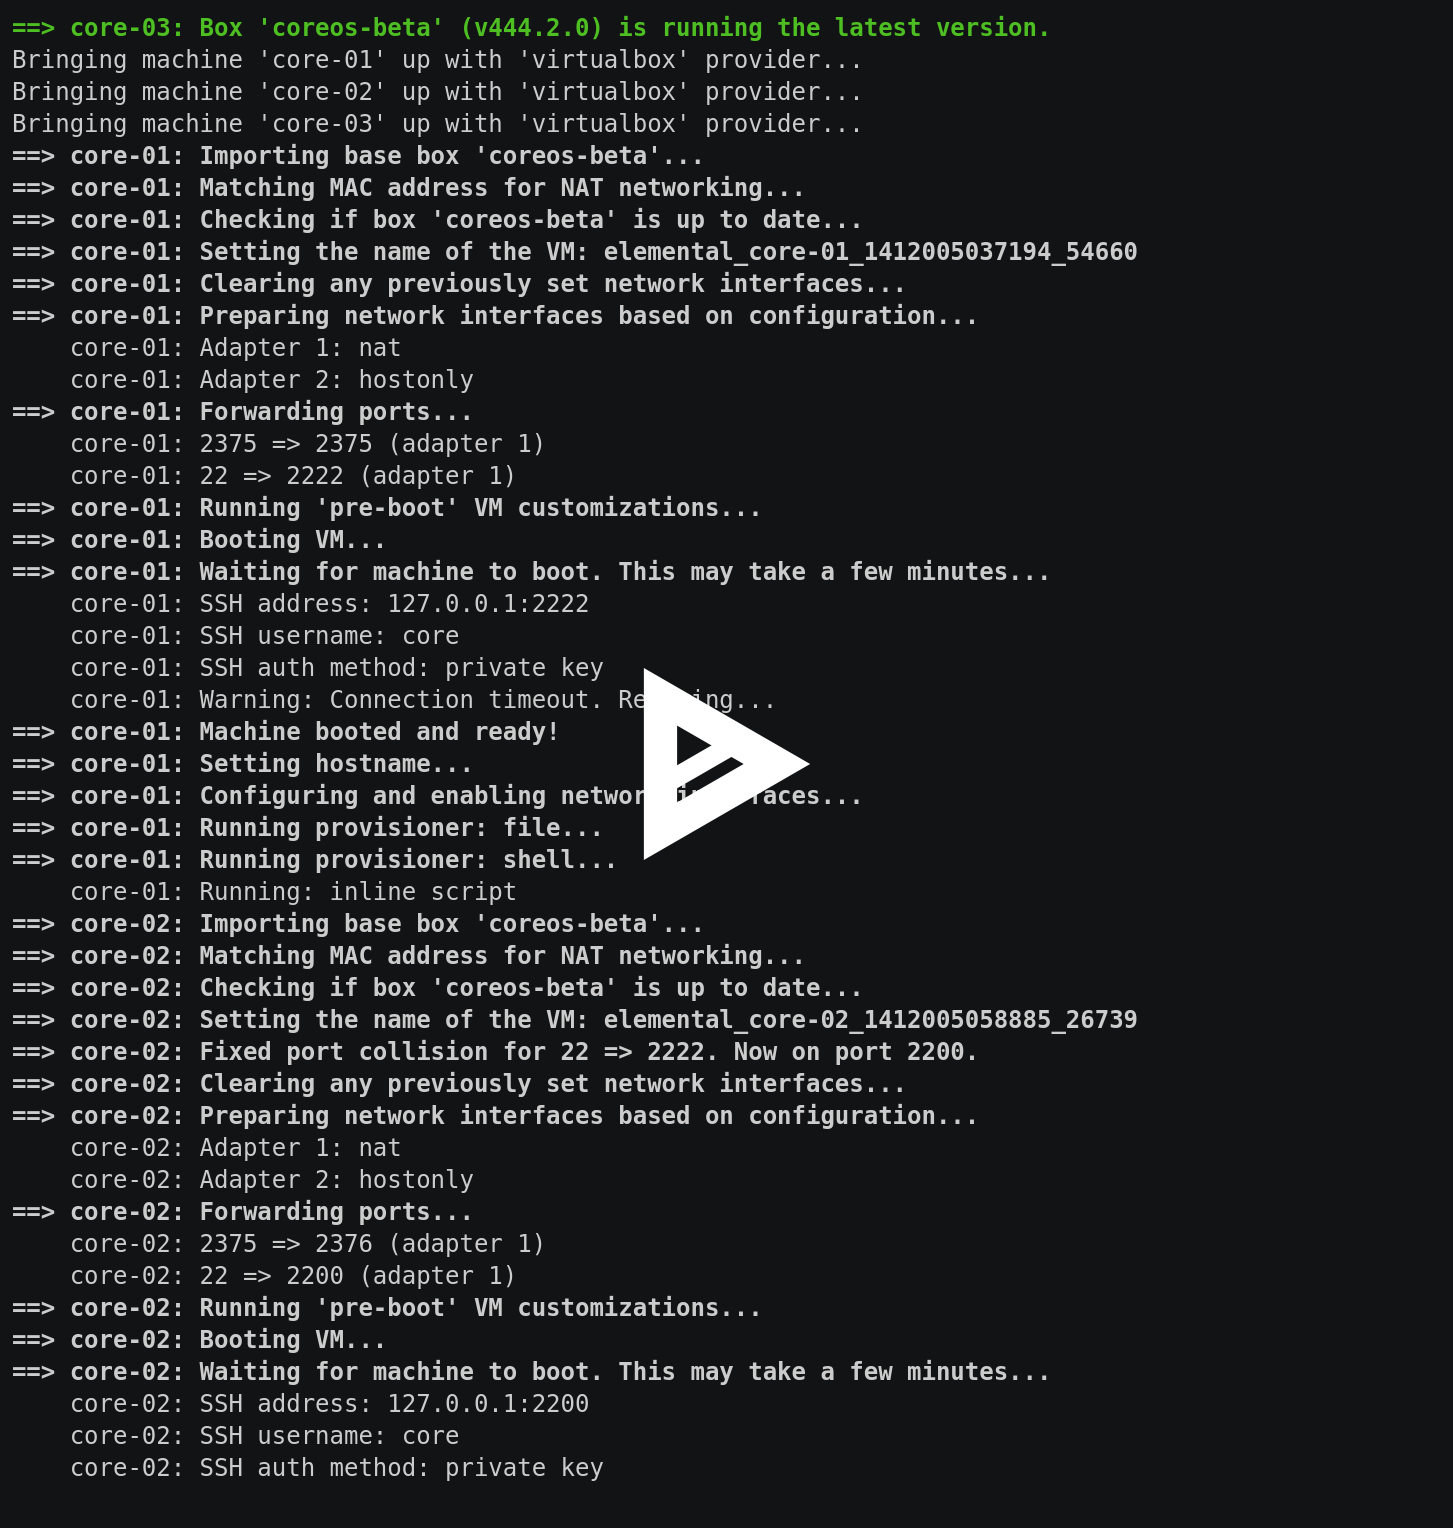 ==> core-03: Box 'coreos-beta' (v444.2.0) is running the latest version.
Bringing machine 'core-01' up with 'virtualbox' provider...
Bringing machine 'core-02' up with 'virtualbox' provider...
Bringing machine 'core-03' up with 'virtualbox' provider...
==> core-01: Importing base box 'coreos-beta'...
==> core-01: Matching MAC address for NAT networking...
==> core-01: Checking if box 'coreos-beta' is up to date...
==> core-01: Setting the name of the VM: elemental_core-01_1412005037194_54660
==> core-01: Clearing any previously set network interfaces...
==> core-01: Preparing network interfaces based on configuration...
    core-01: Adapter 1: nat
    core-01: Adapter 2: hostonly
==> core-01: Forwarding ports...
    core-01: 2375 => 2375 (adapter 1)
    core-01: 22 => 2222 (adapter 1)
==> core-01: Running 'pre-boot' VM customizations...
==> core-01: Booting VM...
==> core-01: Waiting for machine to boot. This may take a few minutes...
    core-01: SSH address: 127.0.0.1:2222
    core-01: SSH username: core
    core-01: SSH auth method: private key
    core-01: Warning: Connection timeout. Retrying...
==> core-01: Machine booted and ready!
==> core-01: Setting hostname...
==> core-01: Configuring and enabling network interfaces...
==> core-01: Running provisioner: file...
==> core-01: Running provisioner: shell...
    core-01: Running: inline script
==> core-02: Importing base box 'coreos-beta'...
==> core-02: Matching MAC address for NAT networking...
==> core-02: Checking if box 'coreos-beta' is up to date...
==> core-02: Setting the name of the VM: elemental_core-02_1412005058885_26739
==> core-02: Fixed port collision for 22 => 2222. Now on port 2200.
==> core-02: Clearing any previously set network interfaces...
==> core-02: Preparing network interfaces based on configuration...
    core-02: Adapter 1: nat
    core-02: Adapter 2: hostonly
==> core-02: Forwarding ports...
    core-02: 2375 => 2376 (adapter 1)
    core-02: 22 => 2200 (adapter 1)
==> core-02: Running 'pre-boot' VM customizations...
==> core-02: Booting VM...
==> core-02: Waiting for machine to boot. This may take a few minutes...
    core-02: SSH address: 127.0.0.1:2200
    core-02: SSH username: core
    core-02: SSH auth method: private key